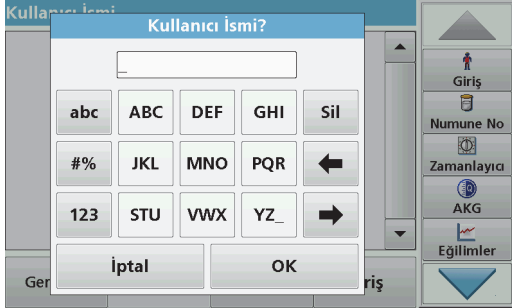 Kullanıcı İsmi
Kullanıcı İsmi?
_
abc ABC DEF GHI Sil
#% JKL MNO PQR
123 STU VWX YZ_
İptal OK
Ger
riş
Giriş
Numune No
Zamanlayıcı
AKG
Eğilimler